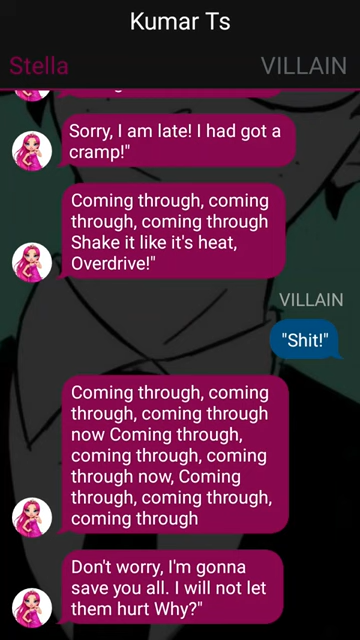 Kumar Ts
Stella
VILLAIN
Sorry, I am late! I had got a
cramp!"
Coming through, coming
through, coming through
Shake it like it's heat,
Overdrive!"
VILLAIN
"Shit!"
Coming through, coming
through, coming through
now Coming through,
coming through, coming
through now, Coming
through, coming through,
coming through
Don't worry, I'm gonna
save you all. I will not let
them hurt Why?"